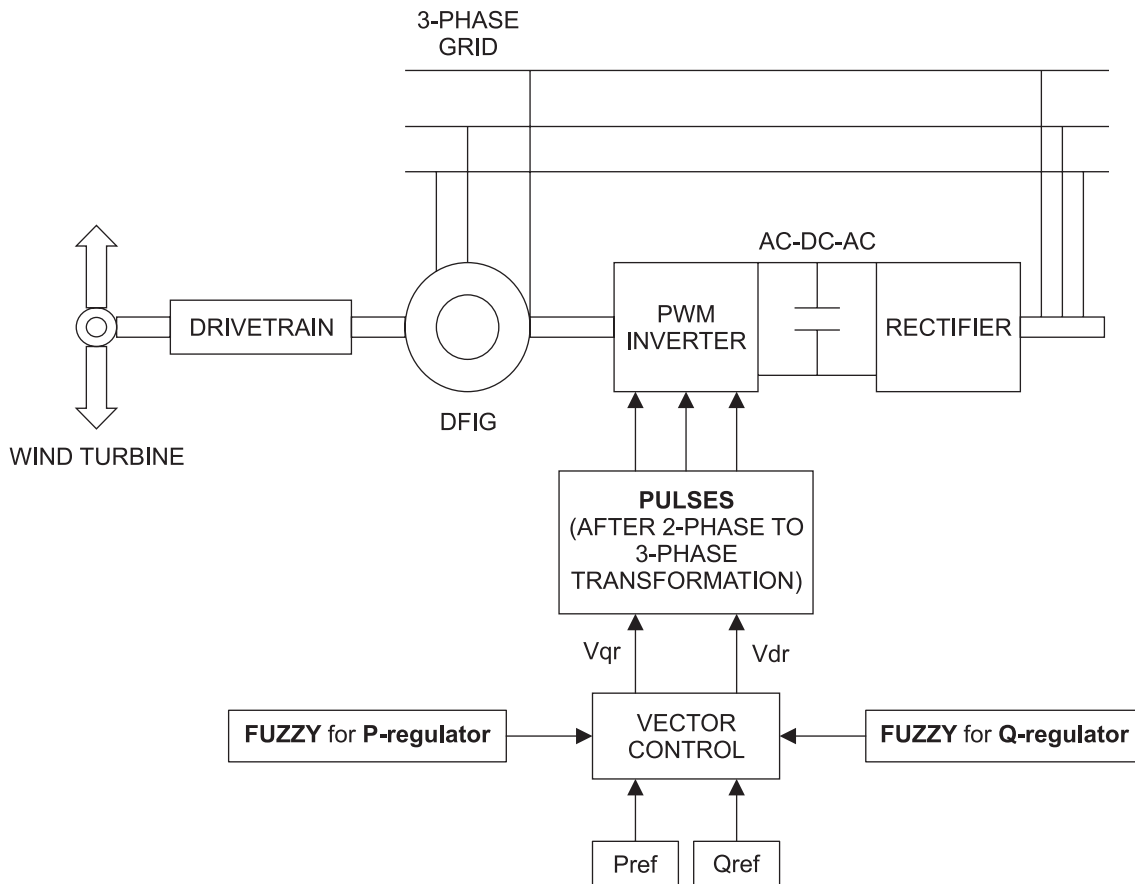 3-PHASE
GRID
AC-DC-AC
DRIVETRAIN
PWM
INVERTER
RECTIFIER
DFIG
WIND TURBINE
PULSES
(AFTER 2-PHASE TO
3-PHASE
TRANSFORMATION)
Vqr
Vdr
FUZZY for P-regulator
VECTOR
CONTROL
FUZZY for Q-regulator
Pref
Qref